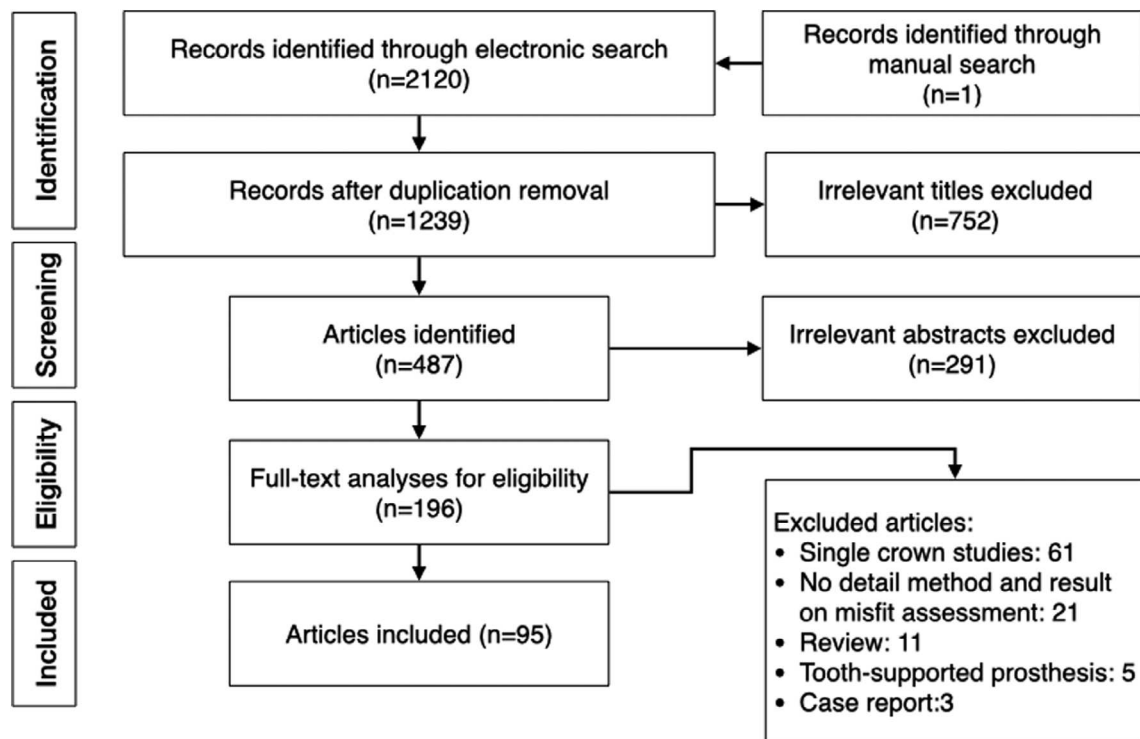 Identification
Records identified through electronic search
(n=2120)
Records identified through
manual search
(n=1)
Records after duplication removal
(n=1239)
Irrelevant titles excluded
(n=752)
Screening
Articles identified
(n=487)
Irrelevant abstracts excluded
(n=291)
Eligibility
Full-text analyses for eligibility
(n=196)
Excluded articles:
• Single crown studies: 61
• No detail method and result
on misfit assessment: 21
• Review: 11
• Tooth-supported prosthesis: 5
• Case report:3
Included
Articles included (n=95)